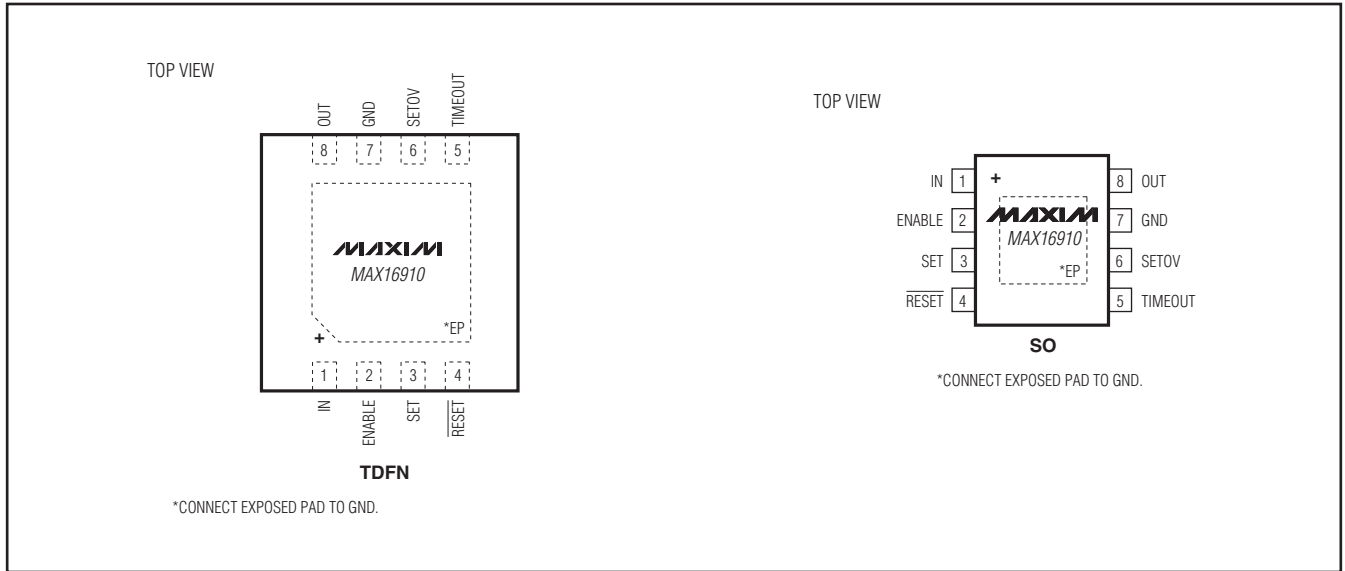 TOP VIEW
OUT
GND
SETOV
TIMEOUT
8
7
6
5
MAXIM
MAX16910
*EP
+
1
2
3
4
IN
ENABLE
SET
RESET
TDFN
*CONNECT EXPOSED PAD TO GND.
TOP VIEW
IN 1 + 8 OUT
ENABLE 2 MAXIM 7 GND
MAX16910
SET 3 *EP 6 SETOV
RESET 4 5 TIMEOUT
SO
*CONNECT EXPOSED PAD TO GND.